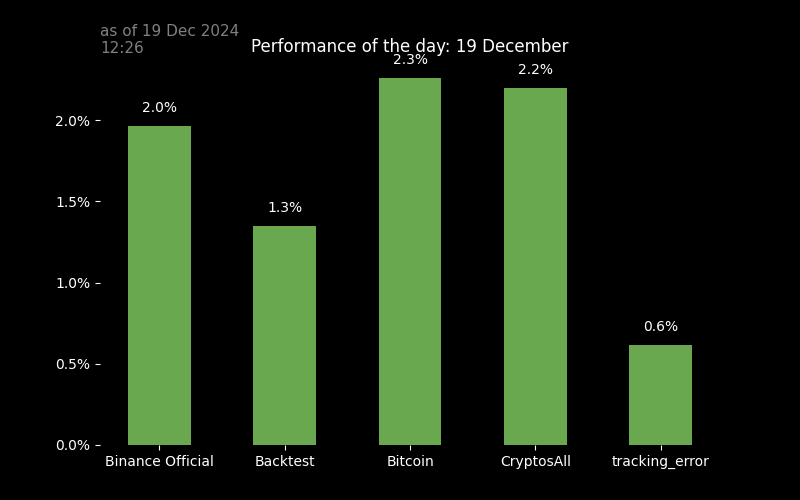 as of 19 Dec 2024
12:26
Performance of the day: 19 December
2.3%
2.2%
2.0%
1.3%
0.6%
2.0%
1.5%
1.0%
0.5%
0.0%
Binance Official
Backtest
Bitcoin
CryptosAll
tracking_error